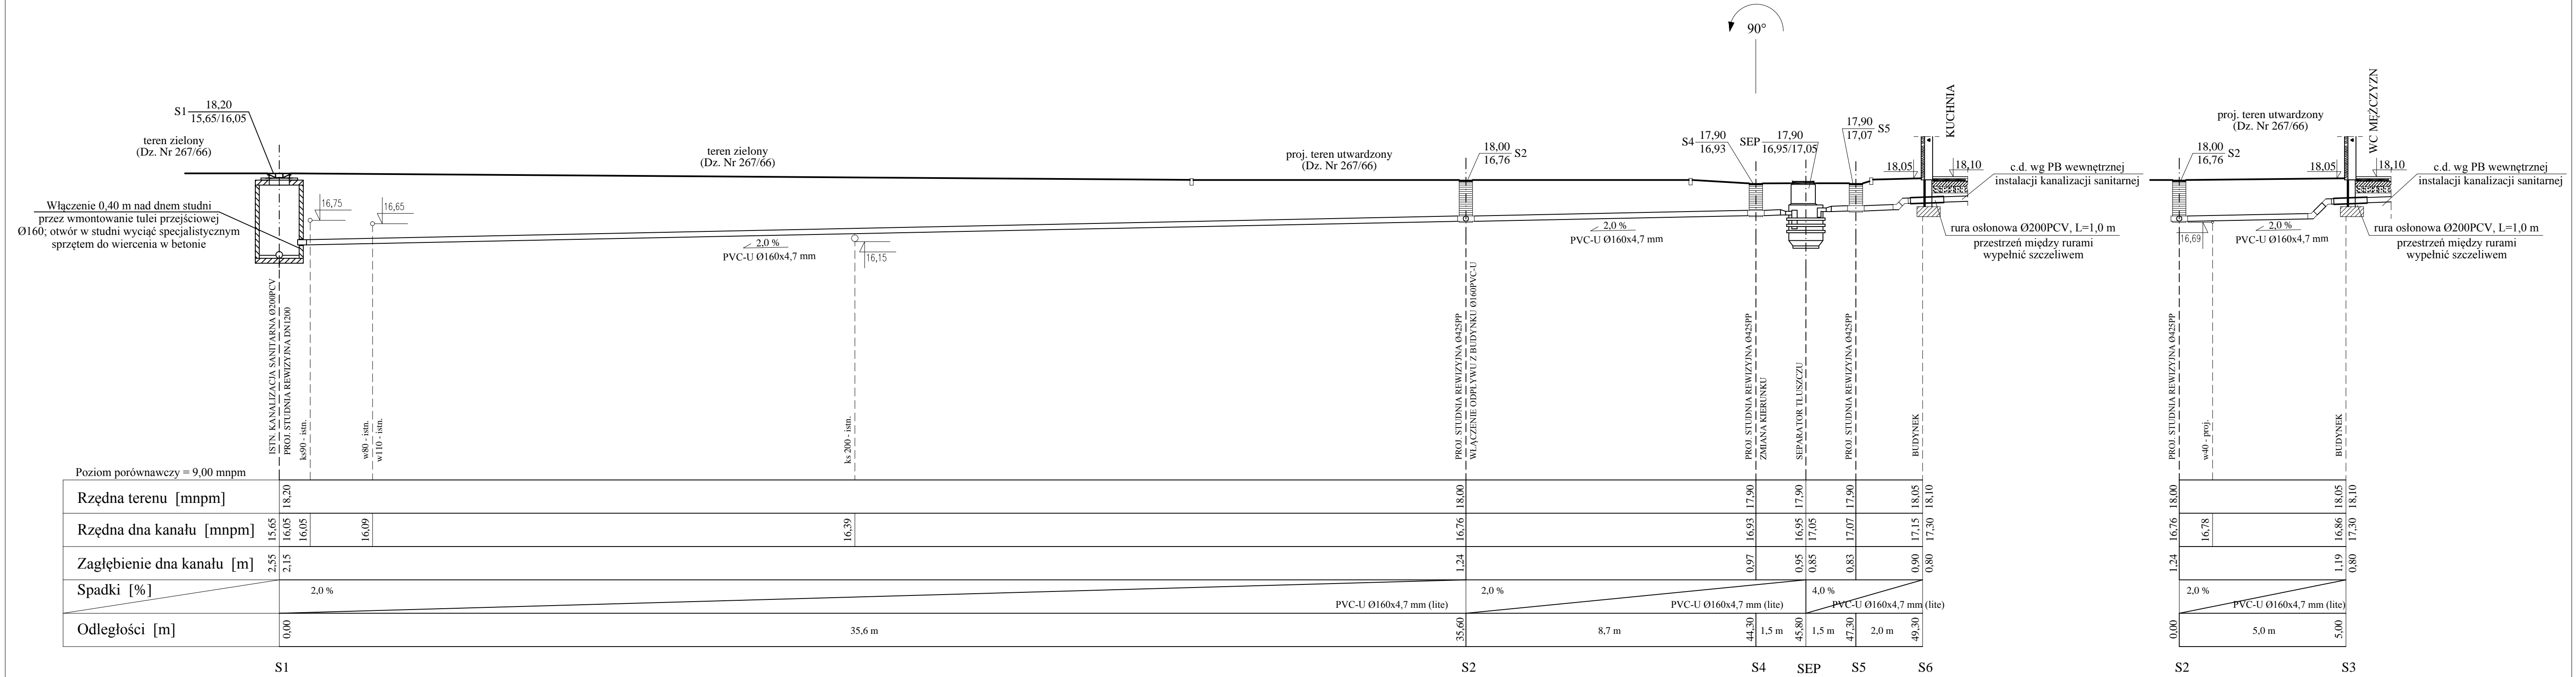 90°
S1 18,20
15,65/16,05
teren zielony
(Dz. Nr 267/66)
teren zielony
(Dz. Nr 267/66)
proj. teren utwardzony
(Dz. Nr 267/66)
18,00
16,76
S2
S4
17,90
16,93
SEP
17,90
16,95/17,05
17,90
17,07
S5
18,05
KUCHNIA
18,10
c.d. wg PB wewnętrznej
instalacji kanalizacji sanitarnej
proj. teren utwardzony
(Dz. Nr 267/66)
18,00
16,76
S2
18,05
WC MĘŻCZYZN
18,10
c.d. wg PB wewnętrznej
instalacji kanalizacji sanitarnej
Włączenie 0,40 m nad dnem studni
przez wmontowanie tulei przejściowej
Ø160; otwór w studni wyciąć specjalistycznym
sprzętem do wiercenia w betonie
16,75
16,65
2,0 %
PVC-U Ø160x4,7 mm
16,15
2,0 %
PVC-U Ø160x4,7 mm
rura osłonowa Ø200PCV, L=1,0 m
przestrzeń między rurami
wypełnić szczeliwem
16,69
2,0 %
PVC-U Ø160x4,7 mm
rura osłonowa Ø200PCV, L=1,0 m
przestrzeń między rurami
wypełnić szczeliwem
ISTN. KANALIZACJA SANITARNA Ø200PCV
PROJ. STUDNIA REWIZYJNA DN1200
ks90 - istn.
w80 - istn.
w110 - istn.
ks 200 - istn.
PROJ. STUDNIA REWIZYJNA Ø425PP
WŁĄCZENIE ODPŁYWU Z BUDYNKU Ø160PVC-U
PROJ. STUDNIA REWIZYJNA Ø425PP
ZMIANA KIERUNKU
SEPARATOR TŁUSZCZU
PROJ. STUDNIA REWIZYJNA Ø425PP
BUDYNEK
PROJ. STUDNIA REWIZYJNA Ø425PP
w40 - proj.
BUDYNEK
Poziom porównawczy = 9,00 mnpm
Rzędna terenu [mnpm] 18,20 18,00 17,90 17,90 17,90 18,05 18,10 18,00 18,05 18,10
Rzędna dna kanału [mnpm] 15,65 16,05 16,05 16,09 16,39 16,76 16,93 16,95 17,05 17,07 17,15 17,30 16,76 16,78 16,86 17,30
Zagłębienie dna kanału [m] 2,55 2,15 1,24 0,97 0,95 0,85 0,83 0,90 0,80 1,24 1,19 0,80
Spadki [%] 2,0 % 2,0 % 4,0 % 2,0 %
PVC-U Ø160x4,7 mm (lite) PVC-U Ø160x4,7 mm (lite) PVC-U Ø160x4,7 mm (lite) PVC-U Ø160x4,7 mm (lite)
Odległości [m] 0,00 35,6 m 35,60 8,7 m 44,30 1,5 m 45,80 1,5 m 47,30 2,0 m 49,30 0,00 5,0 m 5,00
S1 S2 S4 SEP S5 S6 S2 S3